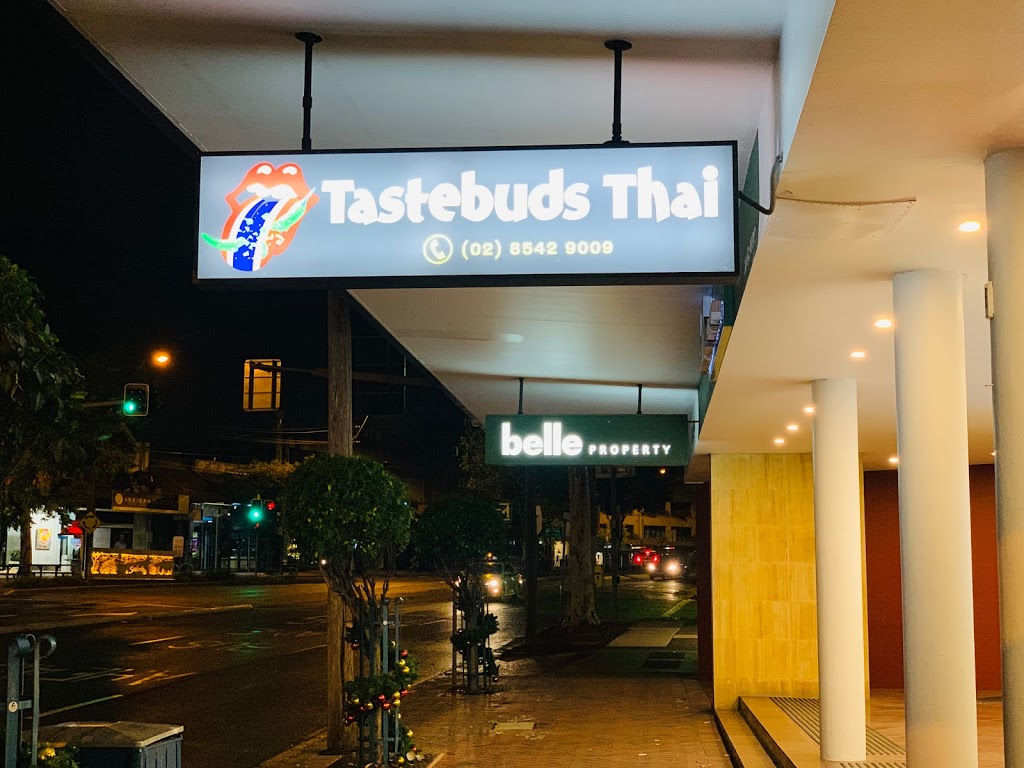 Tastebuds Thai
(02) 8542 9009
belle PROPERTY